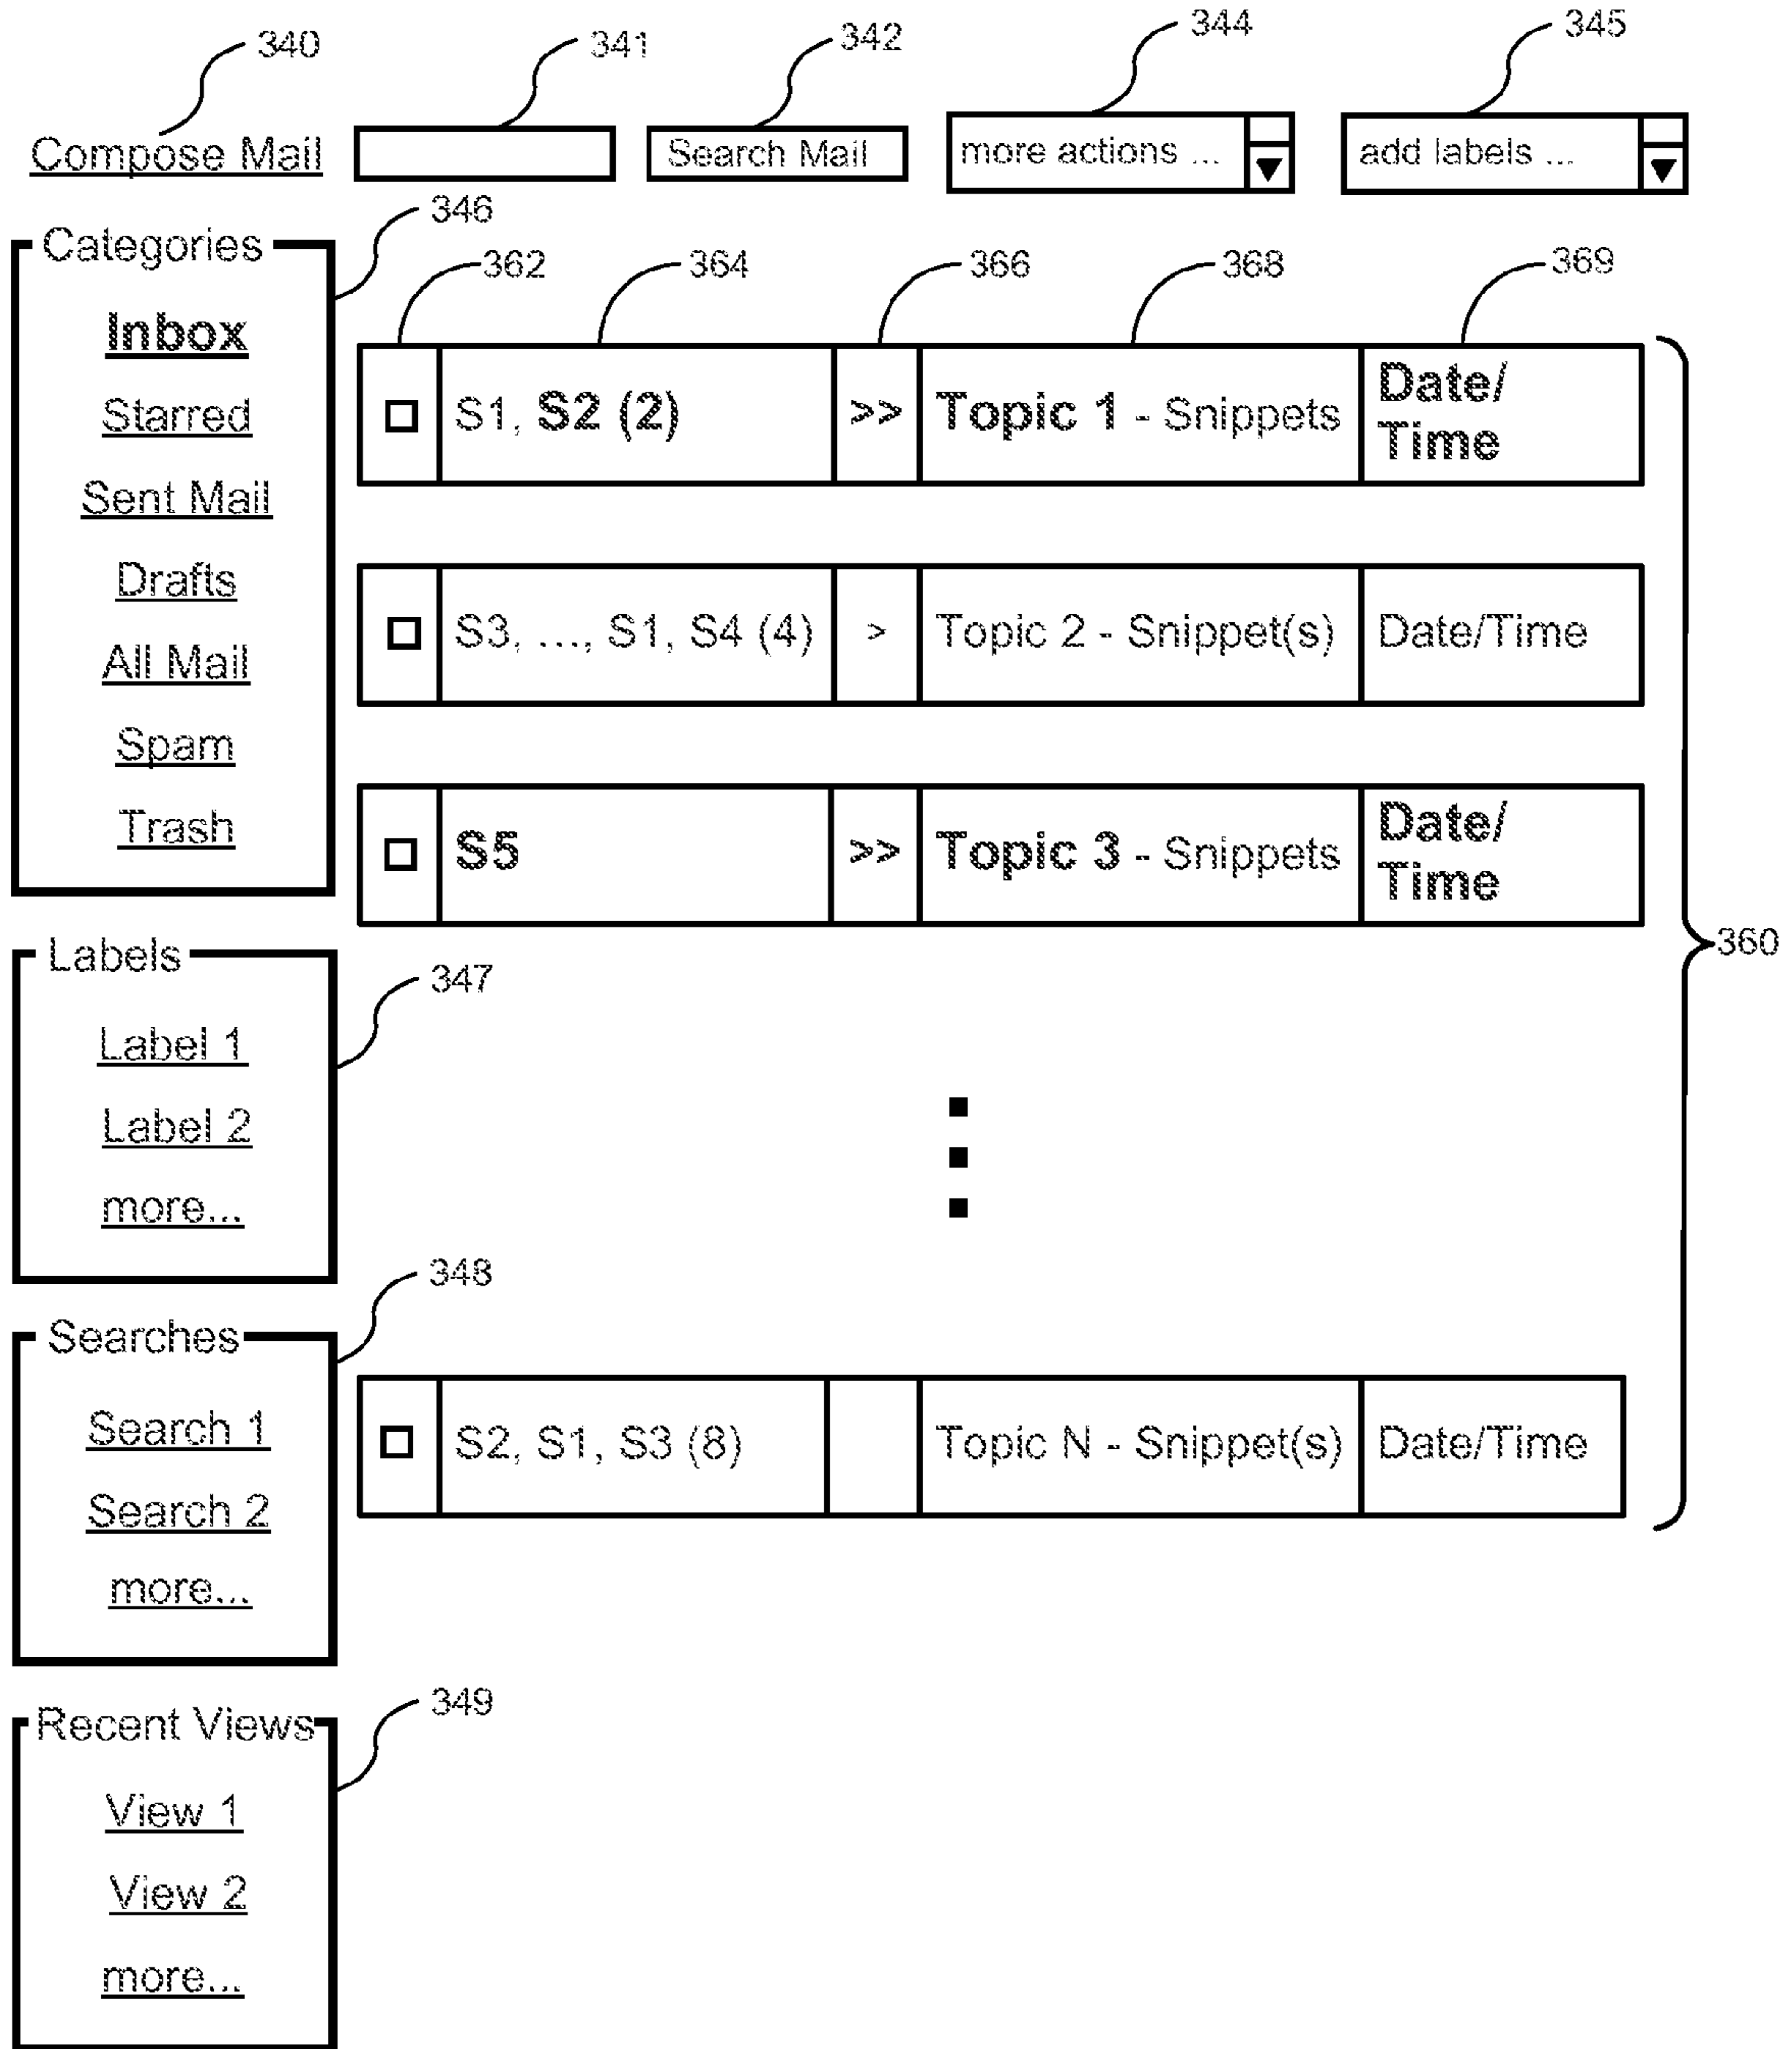 340 341 342 344 345
Compose Mail Search Mail more actions ... add labels ...
346
Categories
362 364 366 368 369
Inbox
Starred
Sent Mail
Drafts
All Mail
Spam
Trash
S1, S2 (2) >> Topic 1 - Snippets Date/
Time
S3, ..., S1, S4 (4) > Topic 2 - Snippet(s) Date/Time
S5 >> Topic 3 - Snippets Date/
Time
360
Labels
347
Label 1
Label 2
more...
348
Searches
Search 1
Search 2
more...
S2, S1, S3 (8) Topic N - Snippet(s) Date/Time
349
Recent Views
View 1
View 2
more...